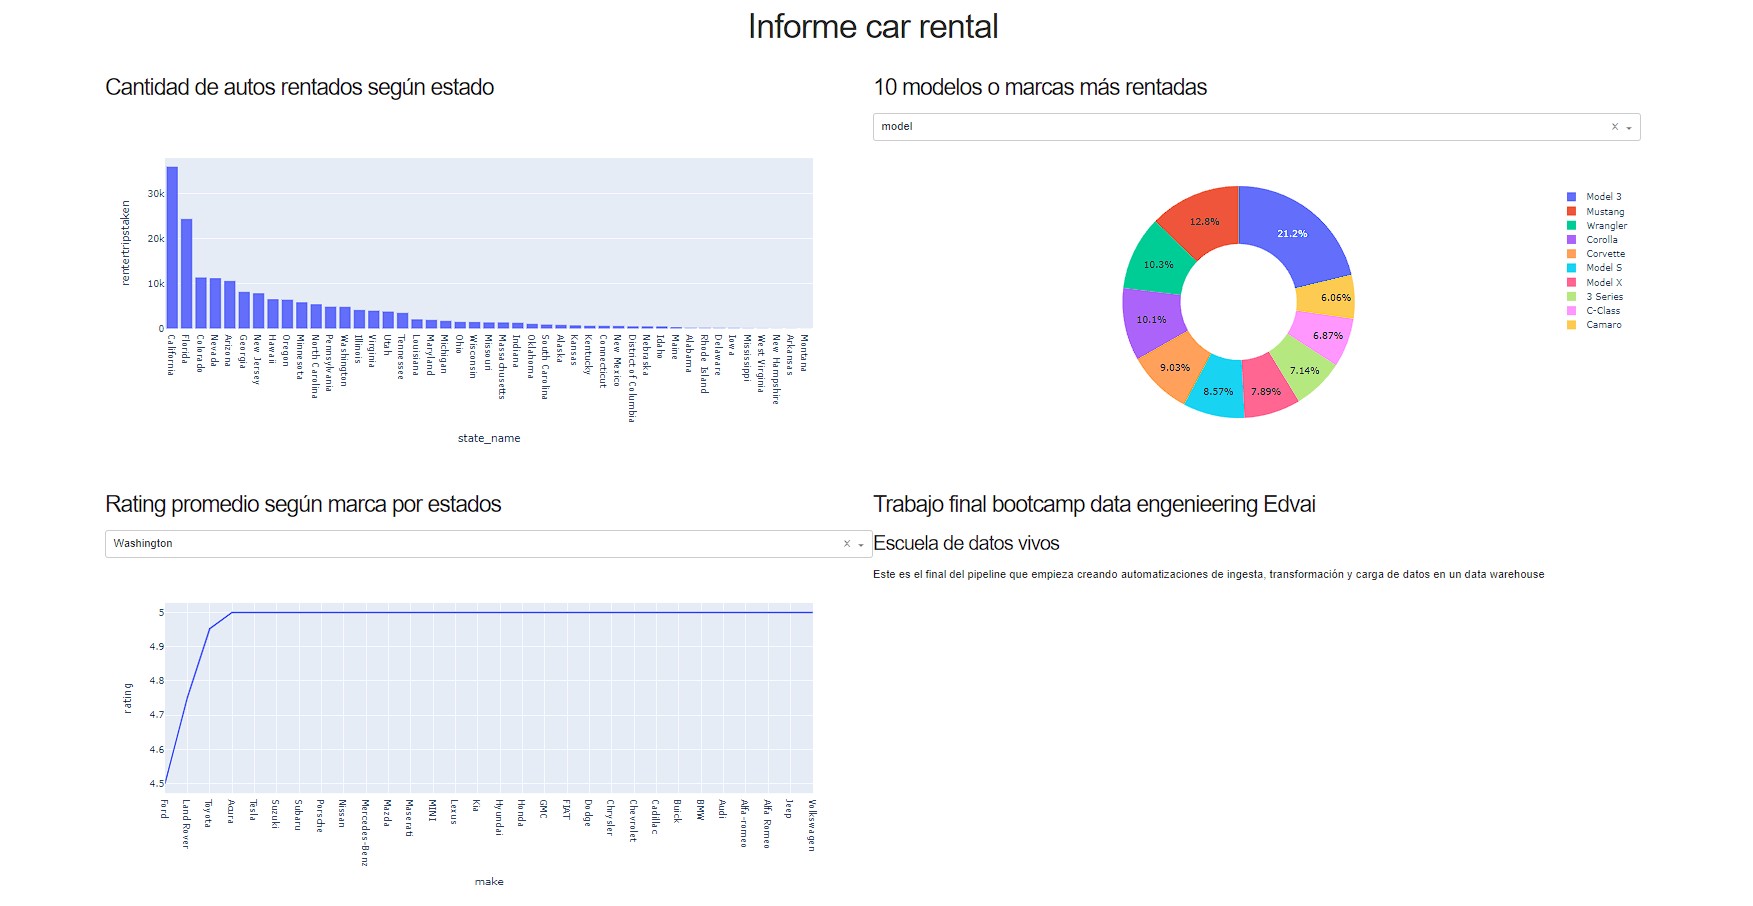 Informe car rental
Cantidad de autos rentados según estado
rentertripstaken
30k
20k
10k
0
California
Florida
Colorado
Nevada
Arizona
Georgia
New Jersey
Hawaii
Oregon
Minnesota
North Carolina
Pennsylvania
Washington
Illinois
Virginia
Utah
Tennessee
Louisiana
Maryland
Michigan
Ohio
Wisconsin
Missouri
Massachusetts
Indiana
Oklahoma
South Carolina
Alaska
Kansas
Kentucky
Connecticut
New Mexico
District of Columbia
Nebraska
Idaho
Maine
Alabama
Rhode Island
Delaware
Iowa
Mississippi
West Virginia
New Hampshire
Arkansas
Montana
state_name
10 modelos o marcas más rentadas
model
21.2%
12.8%
10.3%
10.1%
9.03%
8.57%
7.89%
7.14%
6.87%
6.06%
Model 3
Mustang
Wrangler
Corolla
Corvette
Model S
Model X
3 Series
C-Class
Camaro
Rating promedio según marca por estados
Washington
rating
5
4.9
4.8
4.7
4.6
4.5
Ford
Land Rover
Toyota
Acura
Tesla
Suzuki
Subaru
Porsche
Nissan
Mercedes-Benz
Mazda
Maserati
MINI
Lexus
Kia
Hyundai
Honda
GMC
FIAT
Dodge
Chrysler
Chevrolet
Cadillac
Buick
BMW
Audi
Alfa-romeo
Alfa Romeo
Jeep
Volkswagen
make
Trabajo final bootcamp data engenieering Edvai
Escuela de datos vivos
Este es el final del pipeline que empieza creando automatizaciones de ingesta, transformación y carga de datos en un data warehouse